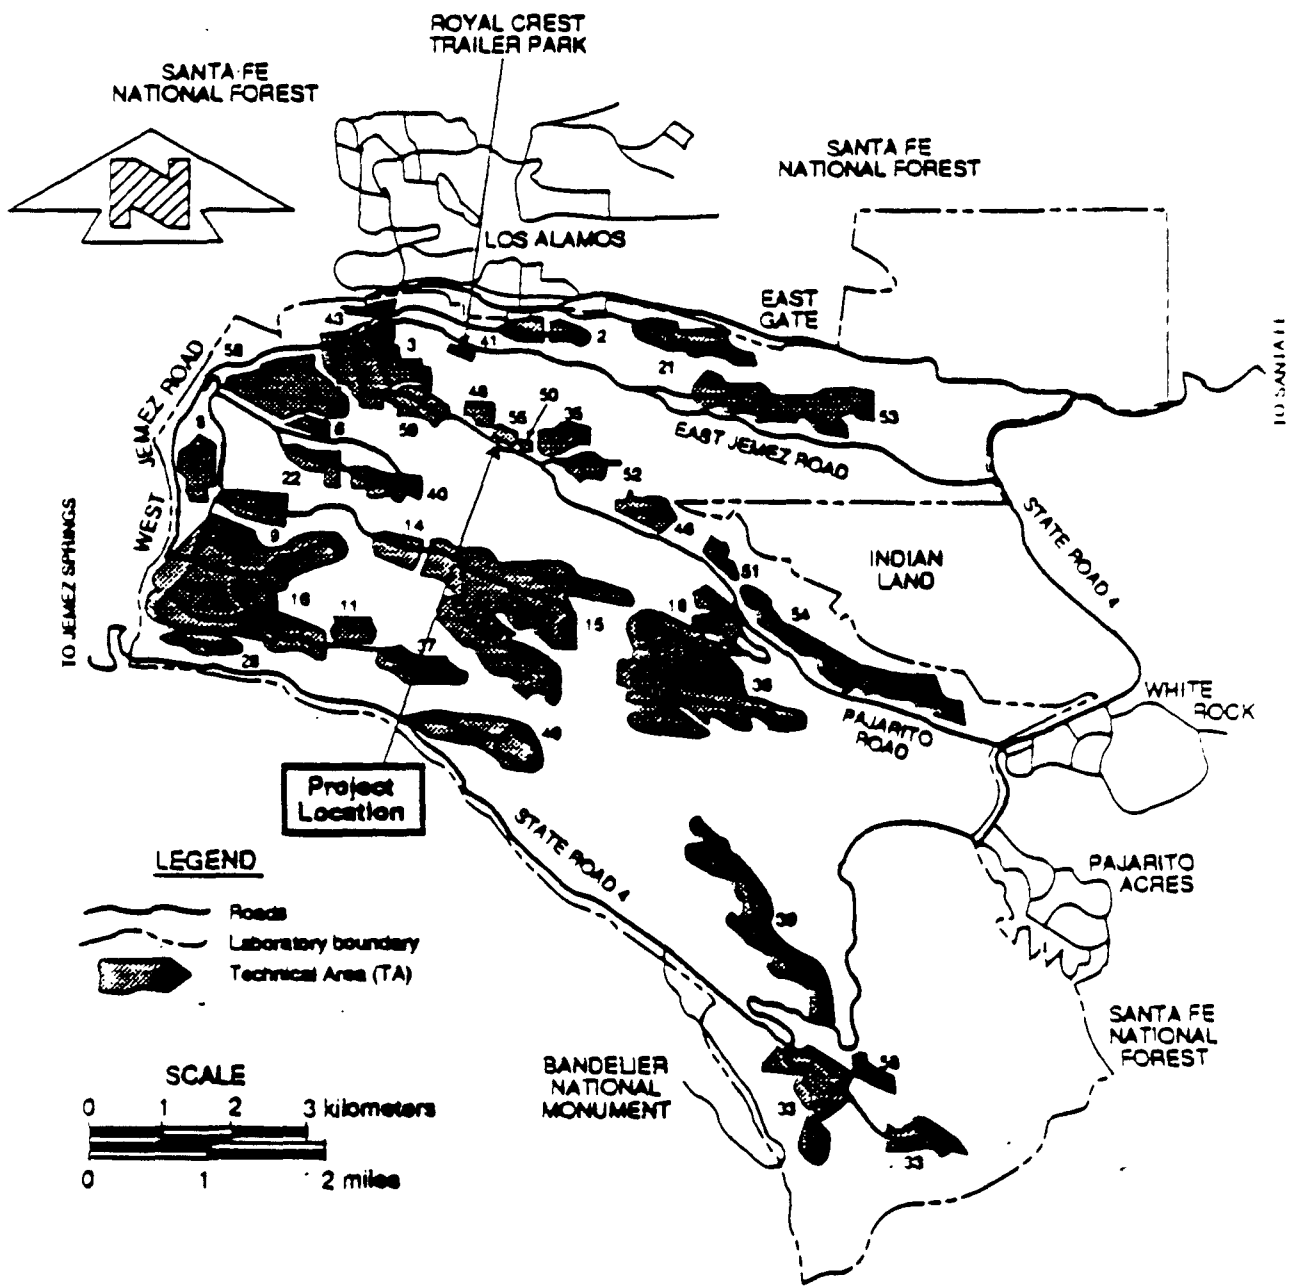 ROYAL CREST
TRAILER PARK
SANTA FE
NATIONAL FOREST
SANTA FE
NATIONAL FOREST
N
LOS ALAMOS
EAST
GATE
TO SANTA FE
43
3
41
2
21
53
58
WEST JEMEZ ROAD
8
6
59
48
55
50
35
EAST JEMEZ ROAD
22
40
52
STATE ROAD 4
TO JEMEZ SPRINGS
9
14
46
51
INDIAN
LAND
16
11
15
18
54
28
37
36
PAJARITO
ROAD
WHITE
ROCK
49
Project
Location
STATE ROAD 4
LEGEND
Roads
Laboratory boundary
Technical Area (TA)
39
PAJARITO
ACRES
SANTA FE
NATIONAL
FOREST
BANDELIER
NATIONAL
MONUMENT
58
33
33
SCALE
0 1 2 3 kilometers
0 1 2 miles